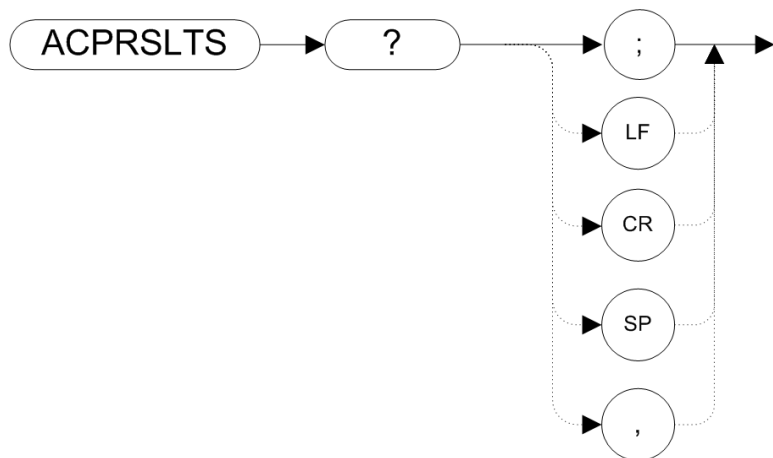 ACPRSLTS ? ;
LF
CR
SP
,